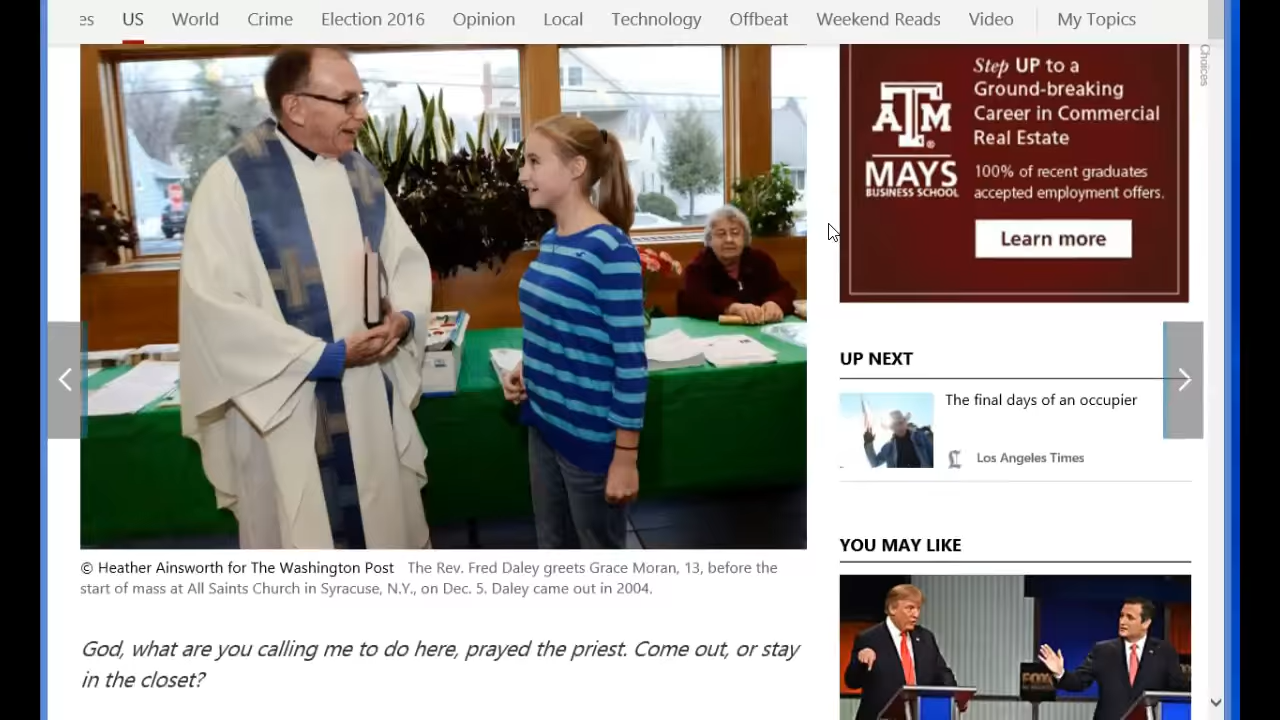 es US World Crime Election 2016 Opinion Local Technology Offbeat Weekend Reads Video My Topics
Choices
Step UP to a
Ground-breaking
Career in Commercial
Real Estate
ATM
MAYS
BUSINESS SCHOOL
100% of recent graduates
accepted employment offers.
Learn more
UP NEXT
The final days of an occupier
Los Angeles Times
YOU MAY LIKE
FOX
© Heather Ainsworth for The Washington Post The Rev. Fred Daley greets Grace Moran, 13, before the
start of mass at All Saints Church in Syracuse, N.Y., on Dec. 5. Daley came out in 2004.
God, what are you calling me to do here, prayed the priest. Come out, or stay
in the closet?